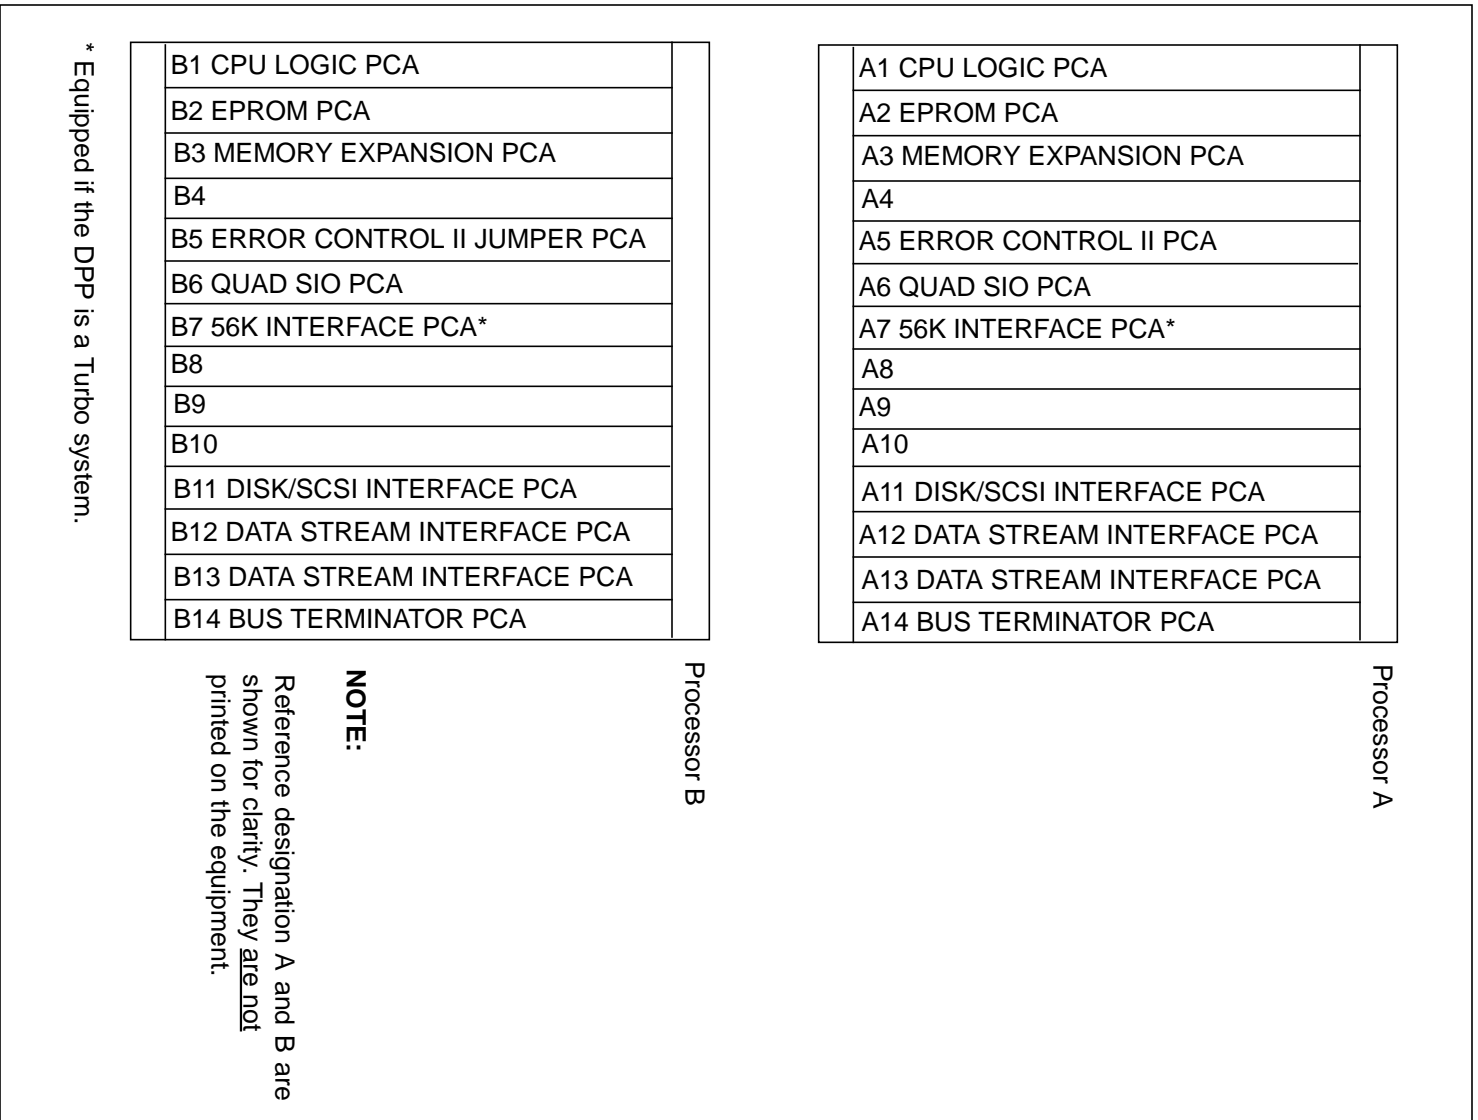 * Equipped if the DPP is a Turbo system.
B1 CPU LOGIC PCA
B2 EPROM PCA
B3 MEMORY EXPANSION PCA
B4
B5 ERROR CONTROL II JUMPER PCA
B6 QUAD SIO PCA
B7 56K INTERFACE PCA*
B8
B9
B10
B11 DISK/SCSI INTERFACE PCA
B12 DATA STREAM INTERFACE PCA
B13 DATA STREAM INTERFACE PCA
B14 BUS TERMINATOR PCA
Processor B
A1 CPU LOGIC PCA
A2 EPROM PCA
A3 MEMORY EXPANSION PCA
A4
A5 ERROR CONTROL II PCA
A6 QUAD SIO PCA
A7 56K INTERFACE PCA*
A8
A9
A10
A11 DISK/SCSI INTERFACE PCA
A12 DATA STREAM INTERFACE PCA
A13 DATA STREAM INTERFACE PCA
A14 BUS TERMINATOR PCA
Processor A
NOTE:
Reference designation A and B are
shown for clarity. They are not
printed on the equipment.